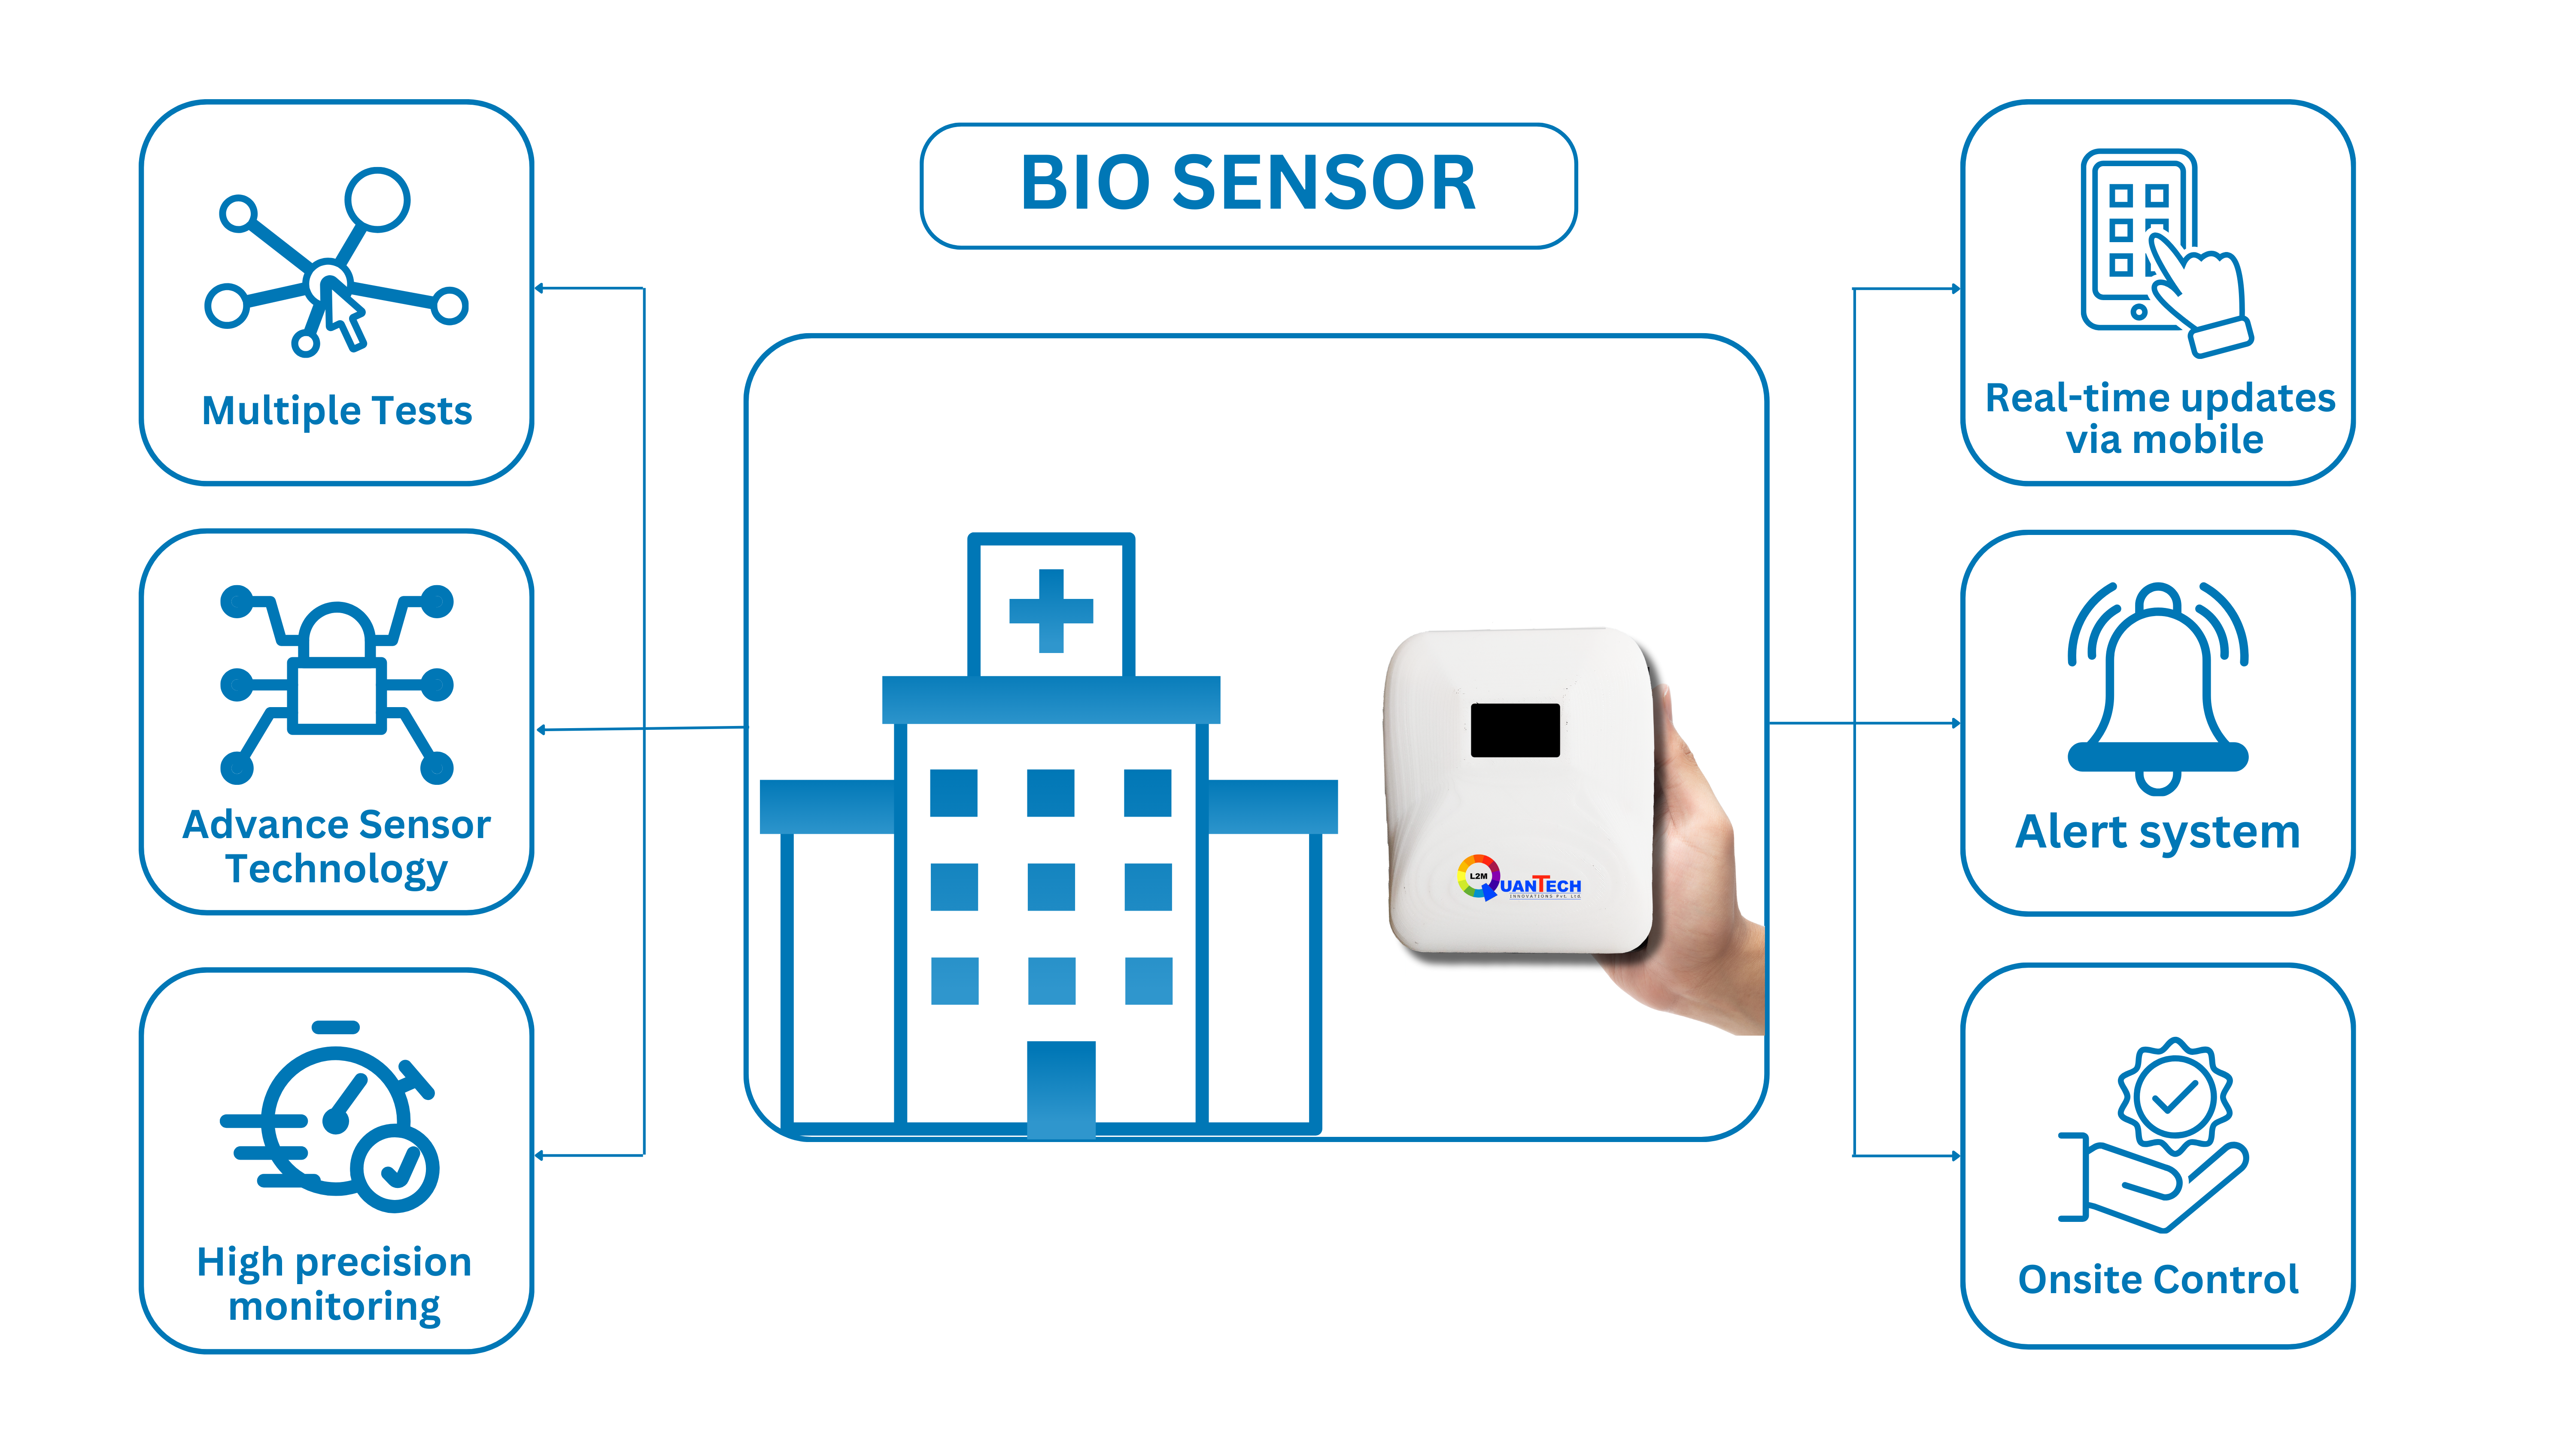 BIO SENSOR
Multiple Tests
Advance Sensor
Technology
High precision
monitoring
L2M
QUANTECH
INNOVATIONS Pvt. Ltd
Real-time updates
via mobile
Alert system
Onsite Control